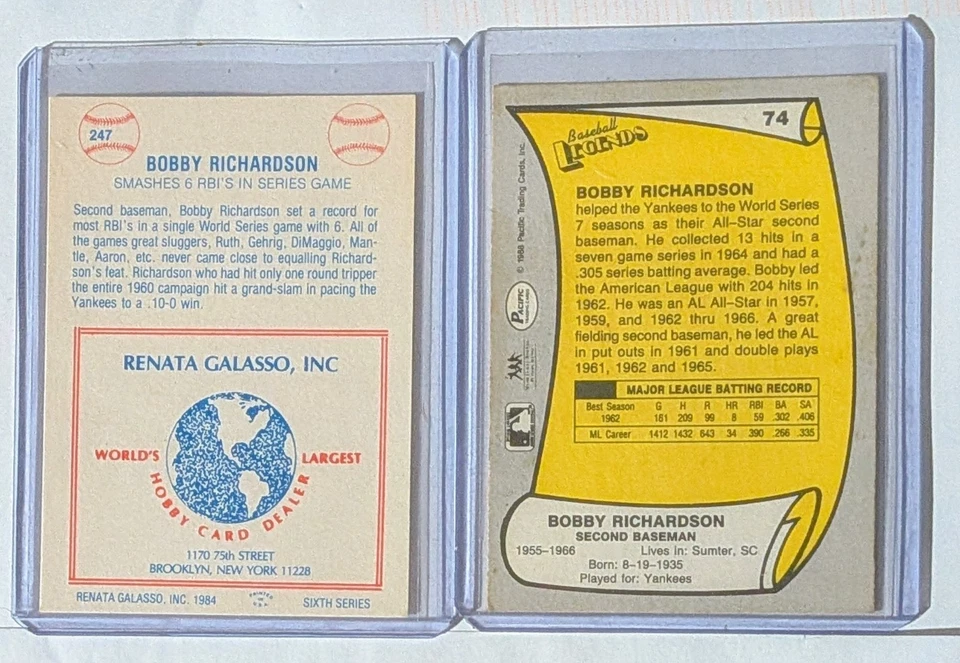 247
BOBBY RICHARDSON
SMASHES 6 RBI'S IN SERIES GAME
Second baseman, Bobby Richardson set a record for
most RBI's in a single World Series game with 6. All of
the games great sluggers, Ruth, Gehrig, DiMaggio, Man-
tle, Aaron, etc. never came close to equalling Richard-
son's feat. Richardson who had hit only one round tripper
the entire 1960 campaign hit a grand-slam in pacing the
Yankees to a .10-0 win.
RENATA GALASSO, INC
WORLD'S LARGEST
HOBBY CARD DEALER
1170 75th STREET
BROOKLYN, NEW YORK 11228
RENATA GALASSO, INC. 1984 PRINTED IN U.S.A. SIXTH SERIES
74
Baseball
LEGENDS
BOBBY RICHARDSON
helped the Yankees to the World Series
7 seasons as their All-Star second
baseman. He collected 13 hits in a
seven game series in 1964 and had a
.305 series batting average. Bobby led
the American League with 204 hits in
1962. He was an AL All-Star in 1957,
1959, and 1962 thru 1966. A great
fielding second baseman, he led the AL
in put outs in 1961 and double plays
1961, 1962 and 1965.
MAJOR LEAGUE BATTING RECORD
Best Season G H R HR RBI BA SA
1962 161 209 99 8 59 .302 .406
ML Career 1412 1432 643 34 390 .266 .335
BOBBY RICHARDSON
SECOND BASEMAN
1955-1966 Lives in: Sumter, SC
Born: 8-19-1935
Played for: Yankees
© 1988 Pacific Trading Cards, Inc.
PACIFIC
TRADING CARDS